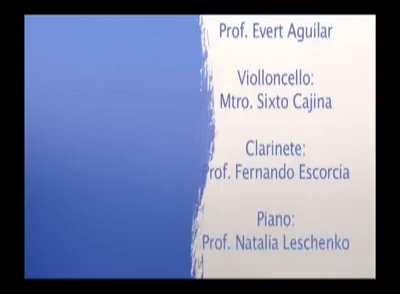 Prof. Evert Aguilar
Violloncello:
Mtro. Sixto Cajina
Clarinete:
Prof. Fernando Escorcia
Piano:
Prof. Natalia Leschenko